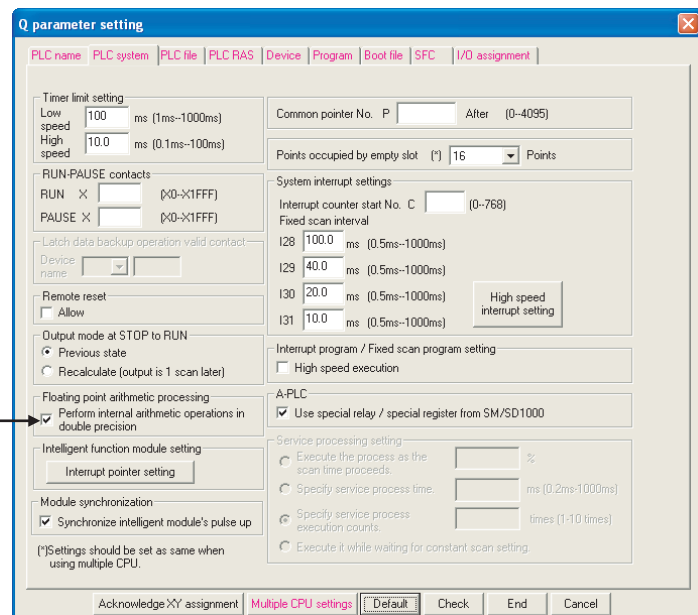 Q parameter setting
PLC name PLC system PLC file PLC RAS Device Program Boot file SFC I/O assignment
Timer limit setting
Low speed 100 ms (1ms--1000ms)
High speed 10.0 ms (0.1ms--100ms)
RUN-PAUSE contacts
RUN X (X0--X1FFF)
PAUSE X (X0--X1FFF)
Latch data backup operation valid contact
Device name
Remote reset
Allow
Output mode at STOP to RUN
Previous state
Recalculate (output is 1 scan later)
Floating point arithmetic processing
Perform internal arithmetic operations in
double precision
Intelligent function module setting
Interrupt pointer setting
Module synchronization
Synchronize intelligent module's pulse up
(*)Settings should be set as same when
using multiple CPU.
Common pointer No. P After (0--4095)
Points occupied by empty slot (*) 16 Points
System interrupt settings
Interrupt counter start No. C (0--768)
Fixed scan interval
I28 100.0 ms (0.5ms--1000ms)
I29 40.0 ms (0.5ms--1000ms)
I30 20.0 ms (0.5ms--1000ms)
I31 10.0 ms (0.5ms--1000ms)
High speed
interrupt setting
Interrupt program / Fixed scan program setting
High speed execution
A-PLC
Use special relay / special register from SM/SD1000
Service processing setting
Execute the process as the
scan time proceeds. %
Specify service process time. ms (0.2ms-1000ms)
Specify service process
execution counts. times (1-10 times)
Execute it while waiting for constant scan setting.
Acknowledge XY assignment Multiple CPU settings Default Check End Cancel